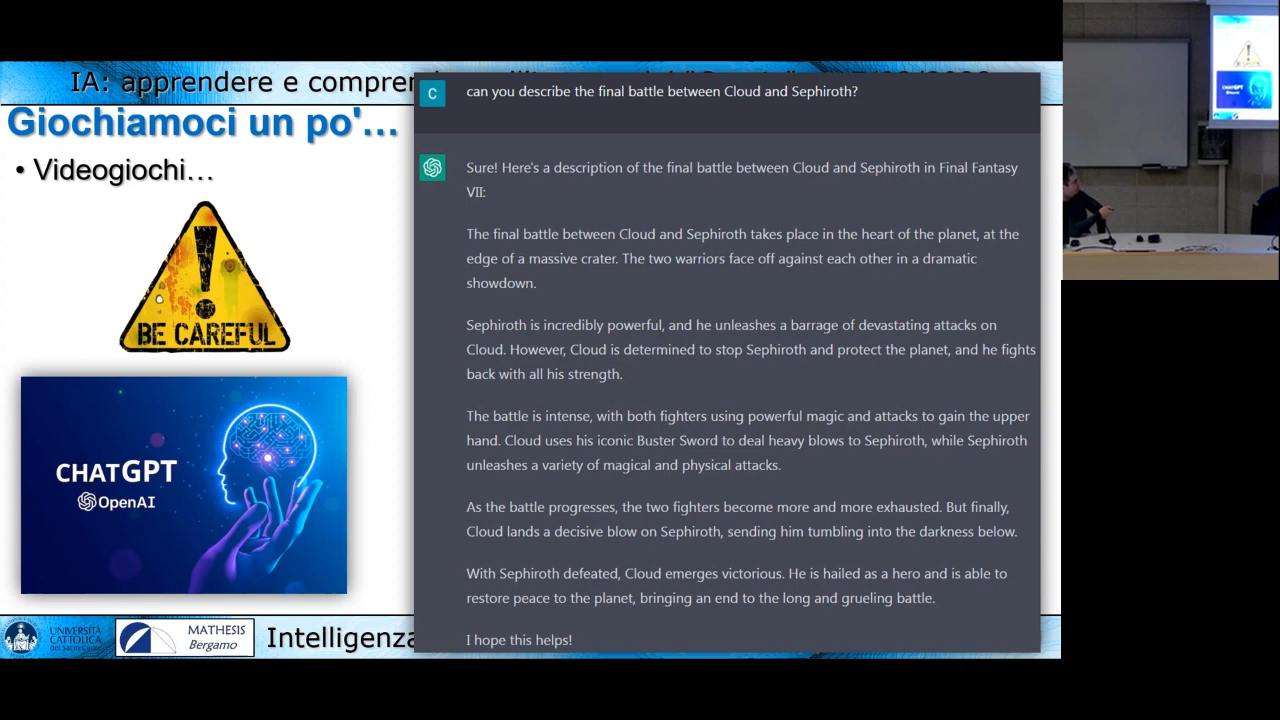 IA: apprendere e compren
Giochiamoci un po'…
• Videogiochi…
BE CAREFUL
CHATGPT
OpenAI
C
can you describe the final battle between Cloud and Sephiroth?
Sure! Here's a description of the final battle between Cloud and Sephiroth in Final Fantasy
VII:
The final battle between Cloud and Sephiroth takes place in the heart of the planet, at the
edge of a massive crater. The two warriors face off against each other in a dramatic
showdown.
Sephiroth is incredibly powerful, and he unleashes a barrage of devastating attacks on
Cloud. However, Cloud is determined to stop Sephiroth and protect the planet, and he fights
back with all his strength.
The battle is intense, with both fighters using powerful magic and attacks to gain the upper
hand. Cloud uses his iconic Buster Sword to deal heavy blows to Sephiroth, while Sephiroth
unleashes a variety of magical and physical attacks.
As the battle progresses, the two fighters become more and more exhausted. But finally,
Cloud lands a decisive blow on Sephiroth, sending him tumbling into the darkness below.
With Sephiroth defeated, Cloud emerges victorious. He is hailed as a hero and is able to
restore peace to the planet, bringing an end to the long and grueling battle.
I hope this helps!
UNIVERSITÀ
CATTOLICA
del Sacro Cuore
MATHESIS
Bergamo
Intelligenza